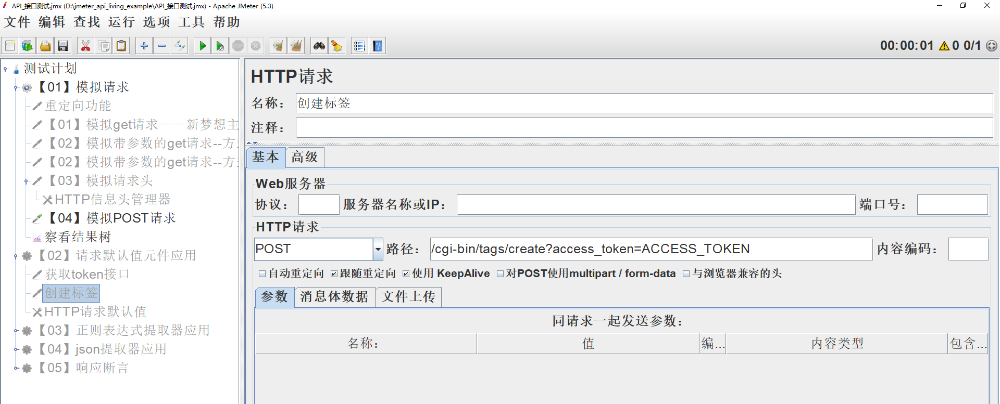 API_接口测试.jmx (D:\jmeter_api_living_example\API_接口测试.jmx) - Apache JMeter (5.3)
文件 编辑 查找 运行 选项 工具 帮助
00:00:01 0 0/1
测试计划
【01】模拟请求
重定向功能
【01】模拟get请求——新梦想主
【02】模拟带参数的get请求--方
【02】模拟带参数的get请求--方
【03】模拟请求头
HTTP信息头管理器
【04】模拟POST请求
察看结果树
【02】请求默认值元件应用
获取token接口
创建标签
HTTP请求默认值
【03】正则表达式提取器应用
【04】json提取器应用
【05】响应断言
HTTP请求
名称： 创建标签
注释：
基本 高级
Web服务器
协议： 服务器名称或IP： 端口号：
HTTP请求
POST 路径： /cgi-bin/tags/create?access_token=ACCESS_TOKEN 内容编码：
自动重定向 跟随重定向 使用 KeepAlive 对POST使用multipart / form-data 与浏览器兼容的头
参数 消息体数据 文件上传
同请求一起发送参数：
名称： 值 编... 内容类型 包含...